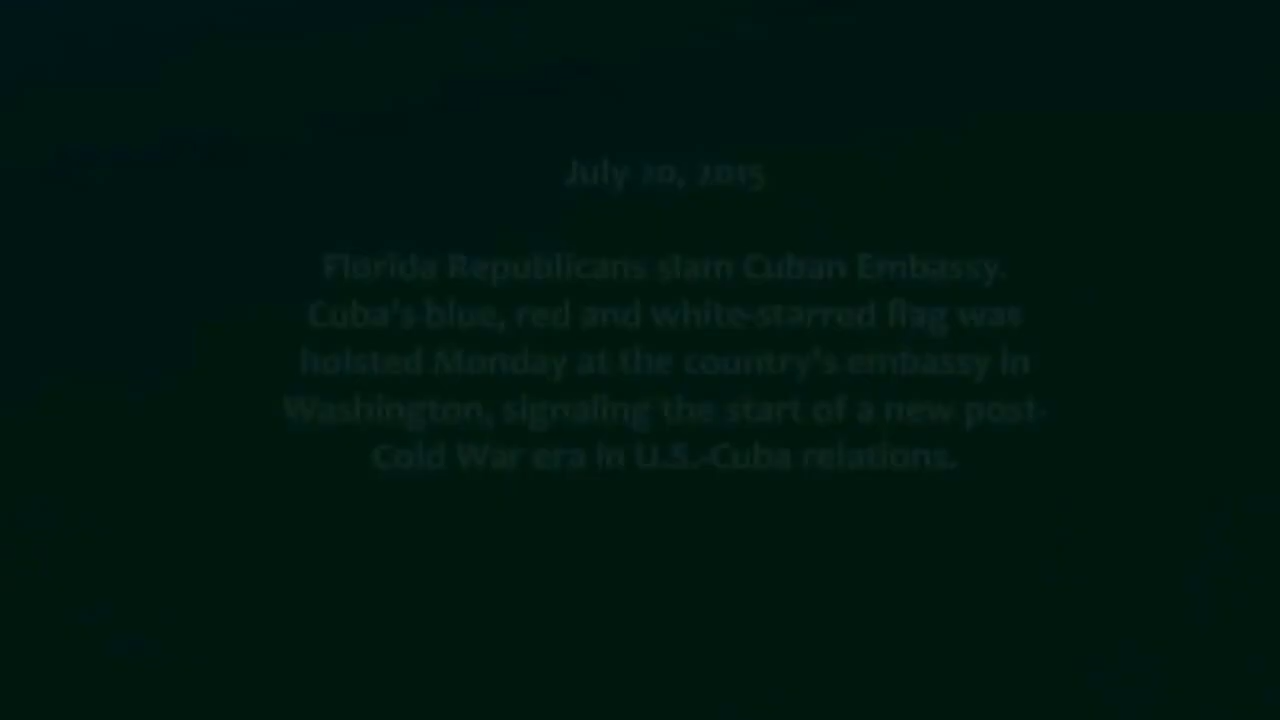 July 20, 2015
Florida Republicans slam Cuban Embassy.
Cuba's blue, red and white-starred flag was
hoisted Monday at the country's embassy in
Washington, signaling the start of a new post-
Cold War era in U.S.-Cuba relations.